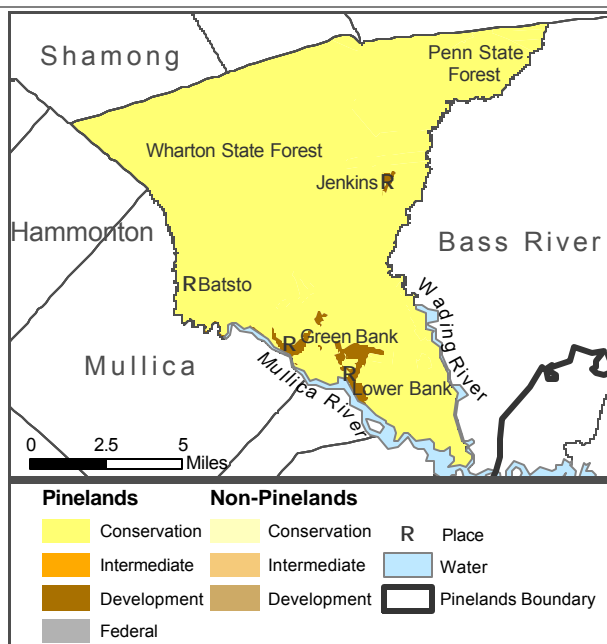 Shamong
Penn State
Forest
Wharton State Forest
Jenkins R
Hammonton
Bass River
R Batsto
Wading River
R Green Bank
Mullica
R
Lower Bank
Mullica River
0 2.5 5
Miles
Pinelands Non-Pinelands
Conservation Conservation R Place
Intermediate Intermediate Water
Development Development Pinelands Boundary
Federal